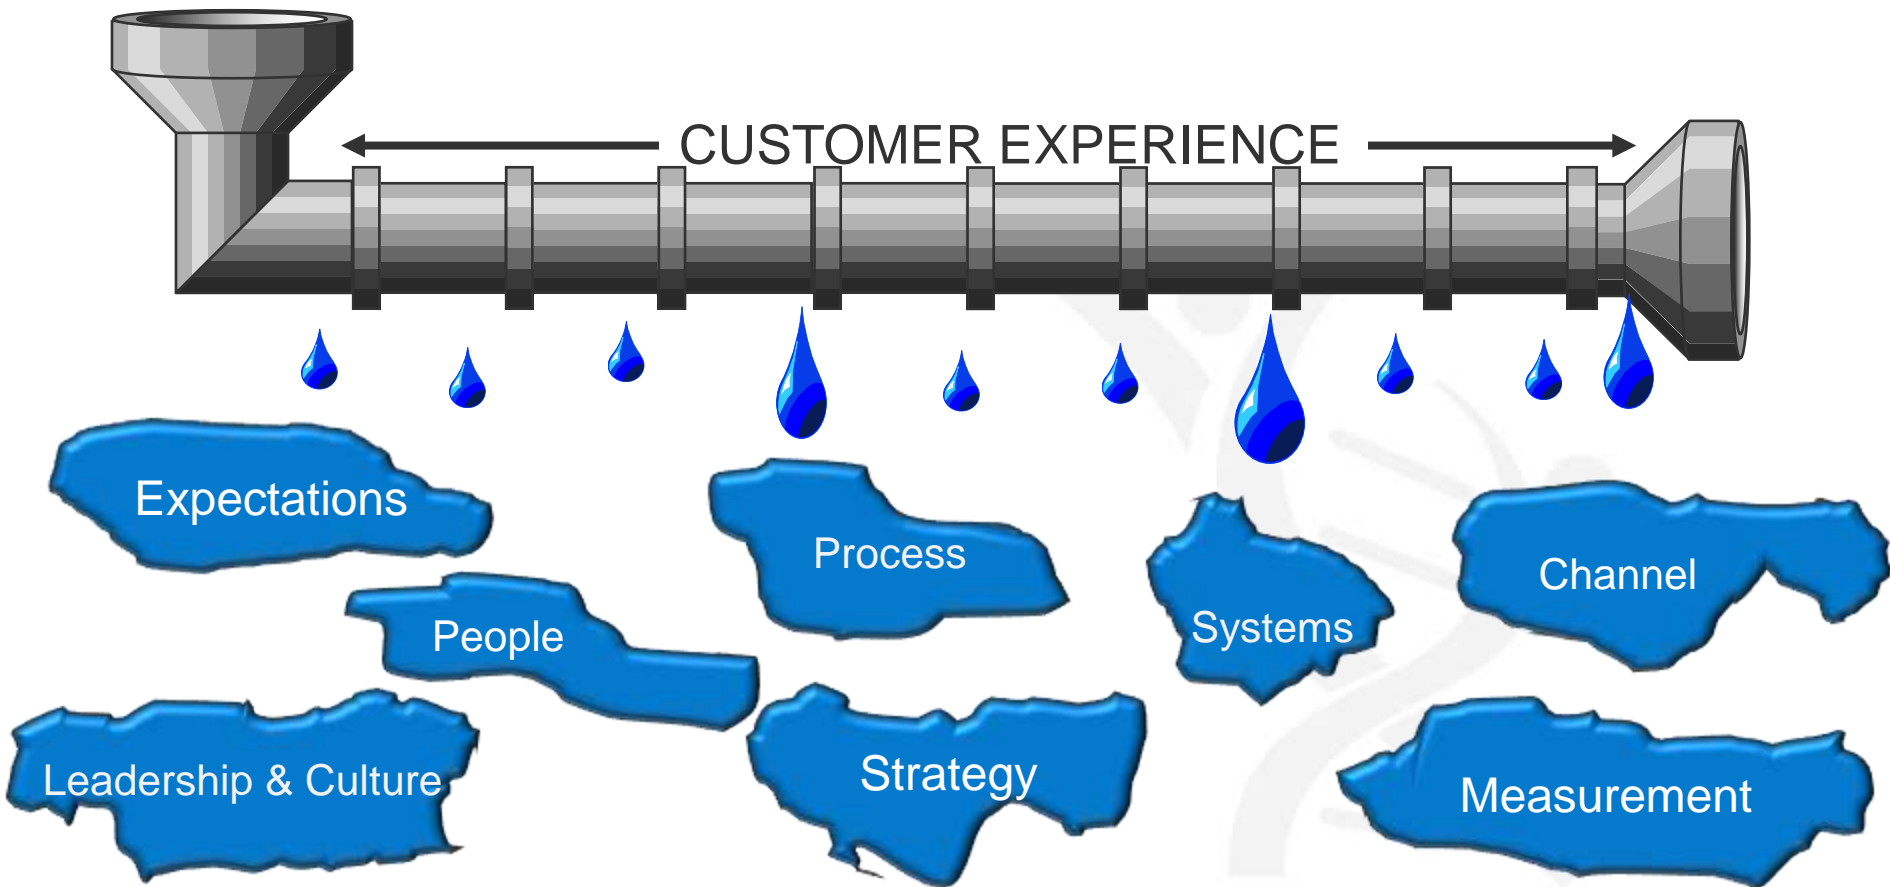 CUSTOMER EXPERIENCE
Expectations
Process
Channel
People
Systems
Leadership & Culture
Strategy
Measurement